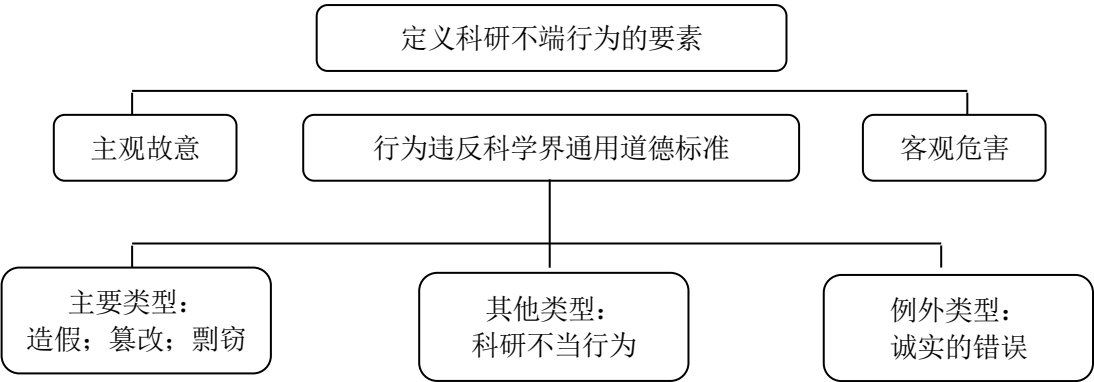 定义科研不端行为的要素
主观故意
行为违反科学界通用道德标准
客观危害
主要类型：
造假；篡改；剽窃
其他类型：
科研不当行为
例外类型：
诚实的错误